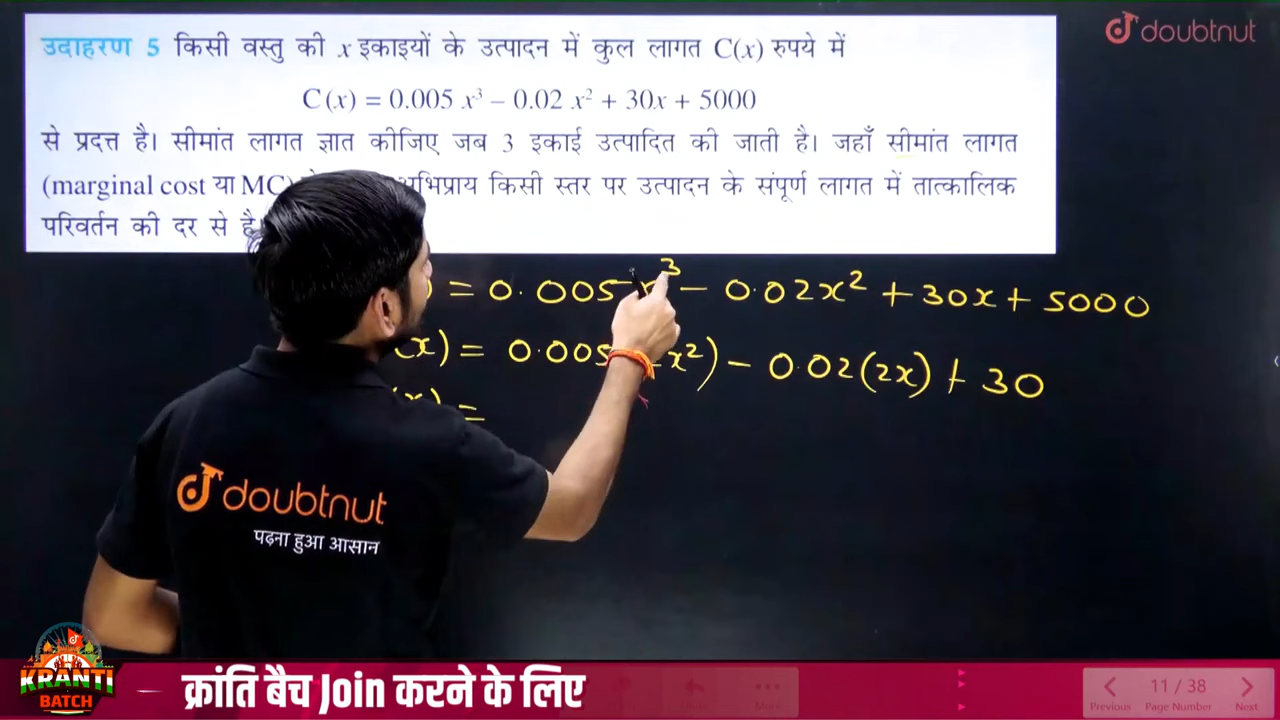 उदाहरण 5 किसी वस्तु की x इकाइयों के उत्पादन में कुल लागत C(x) रुपये में
doubtnut
C(x) = 0.005 x³ – 0.02 x² + 30x + 5000
से प्रदत्त है। सीमांत लागत ज्ञात कीजिए जब 3 इकाई उत्पादित की जाती है। जहाँ सीमांत लागत
(marginal cost या MC) अभिप्राय किसी स्तर पर उत्पादन के संपूर्ण लागत में तात्कालिक
परिवर्तन की दर से है।
= 0.005 x³ – 0.02x² + 30x + 5000
(x) = 0.005 x²) – 0.02(2x) + 30
(x) =
doubtnut
पढ़ना हुआ आसान
KRANTI
BATCH
क्रांति बैच Join करने के लिए
11 / 38
Previous Page Number Next